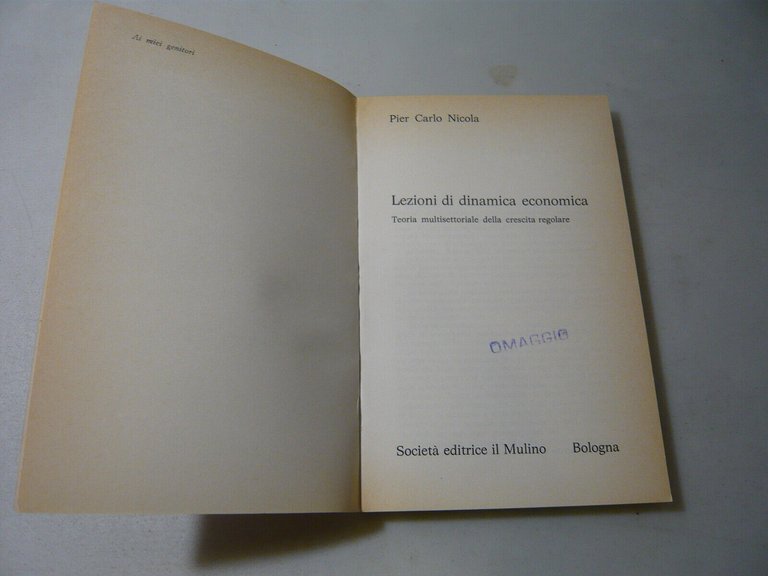 Ai miei genitori
Pier Carlo Nicola
Lezioni di dinamica economica
Teoria multisettoriale della crescita regolare
OMAGGIO
Società editrice il Mulino Bologna